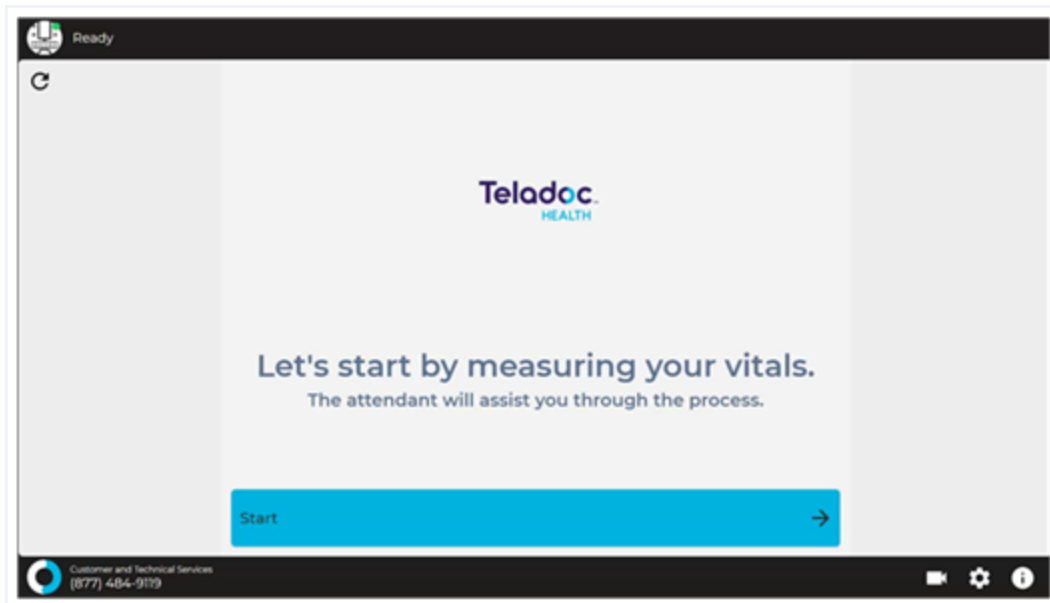 Ready
Teladoc™
HEALTH
Let's start by measuring your vitals.
The attendant will assist you through the process.
Start
Customer and Technical Services
(877) 484-9119